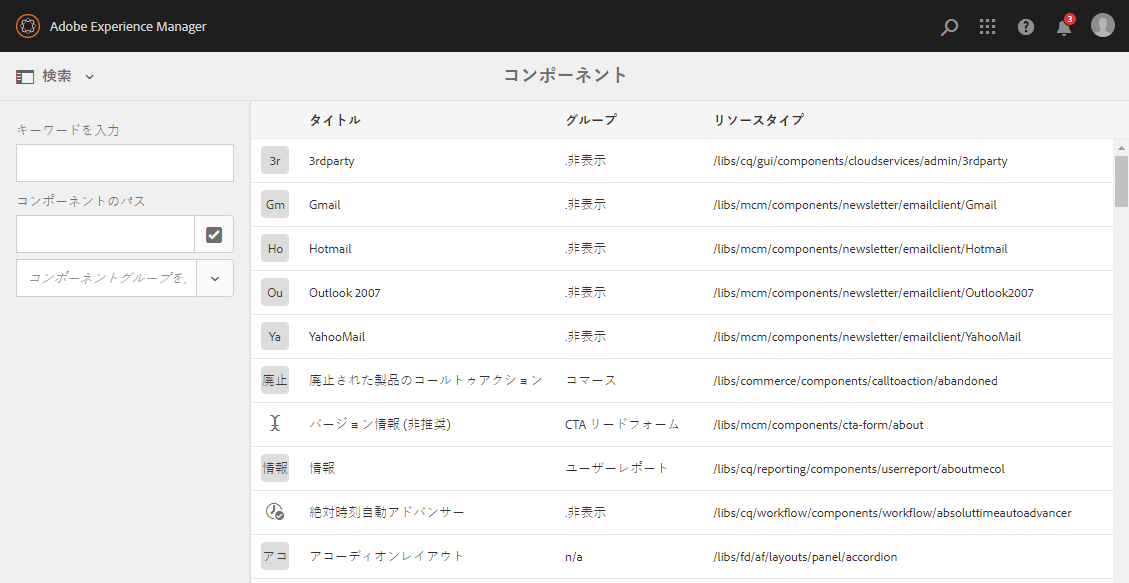 Adobe Experience Manager
3
検索
コンポーネント
キーワードを入力
コンポーネントのパス
コンポーネントグループを
タイトル グループ リソースタイプ
3r 3rdparty .非表示 /libs/cq/gui/components/cloudservices/admin/3rdparty
Gm Gmail .非表示 /libs/mcm/components/newsletter/emailclient/Gmail
Ho Hotmail .非表示 /libs/mcm/components/newsletter/emailclient/Hotmail
Ou Outlook 2007 .非表示 /libs/mcm/components/newsletter/emailclient/Outlook2007
Ya YahooMail .非表示 /libs/mcm/components/newsletter/emailclient/YahooMail
廃止 廃止された製品のコールトゥアクション コマース /libs/commerce/components/calltoaction/abandoned
バージョン情報 (非推奨) CTA リードフォーム /libs/mcm/components/cta-form/about
情報 情報 ユーザーレポート /libs/cq/reporting/components/userreport/aboutmecol
絶対時刻自動アドバンサー .非表示 /libs/cq/workflow/components/workflow/absoluttimeautoadvancer
アコ アコーディオンレイアウト n/a /libs/fd/af/layouts/panel/accordion